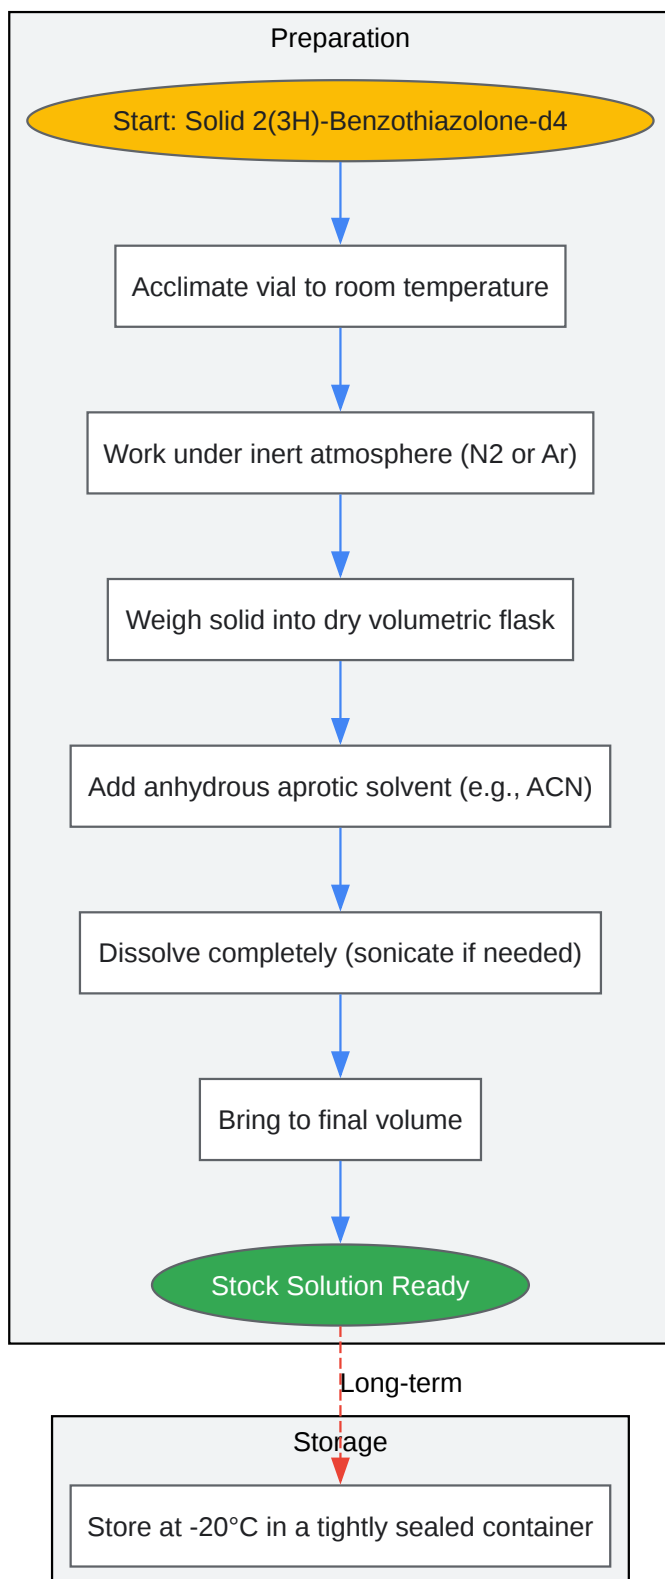 Preparation
Start: Solid 2(3H)-Benzothiazolone-d4
Acclimate vial to room temperature
Work under inert atmosphere (N2 or Ar)
Weigh solid into dry volumetric flask
Add anhydrous aprotic solvent (e.g., ACN)
Dissolve completely (sonicate if needed)
Bring to final volume
Stock Solution Ready
Long-term
Storage
Store at -20°C in a tightly sealed container